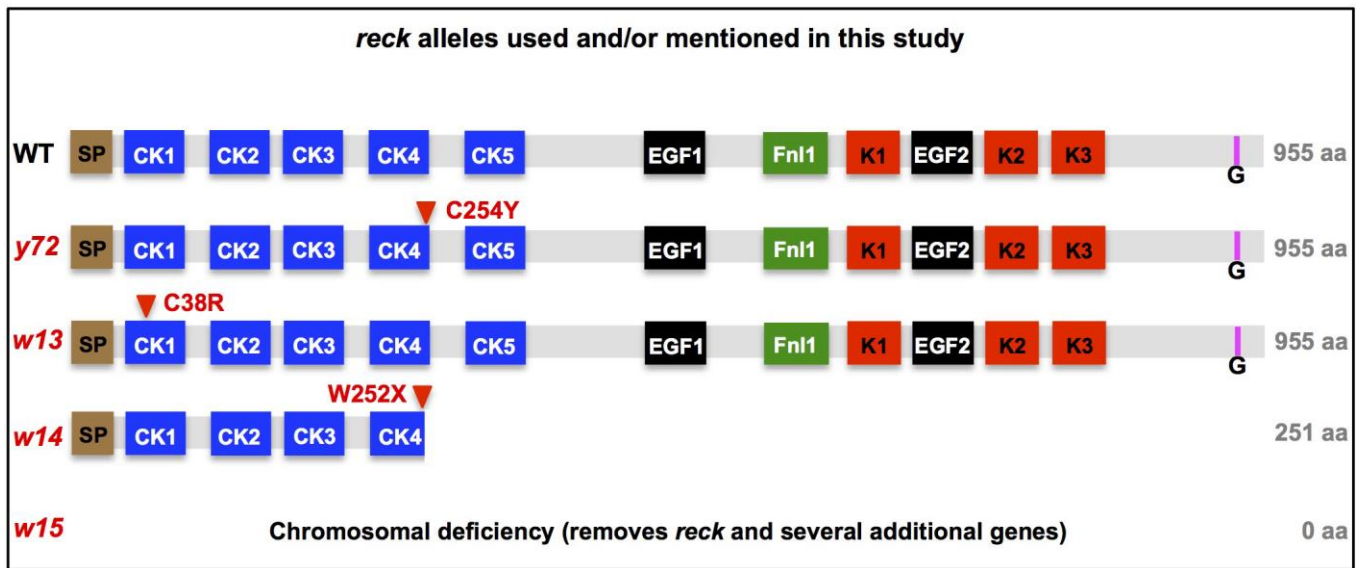 reck alleles used and/or mentioned in this study
WT SP CK1 CK2 CK3 CK4 CK5 EGF1 Fnl1 K1 EGF2 K2 K3 G 955 aa
C254Y
y72 SP CK1 CK2 CK3 CK4 CK5 EGF1 Fnl1 K1 EGF2 K2 K3 G 955 aa
C38R
w13 SP CK1 CK2 CK3 CK4 CK5 EGF1 Fnl1 K1 EGF2 K2 K3 G 955 aa
W252X
w14 SP CK1 CK2 CK3 CK4 251 aa
w15 Chromosomal deficiency (removes reck and several additional genes) 0 aa